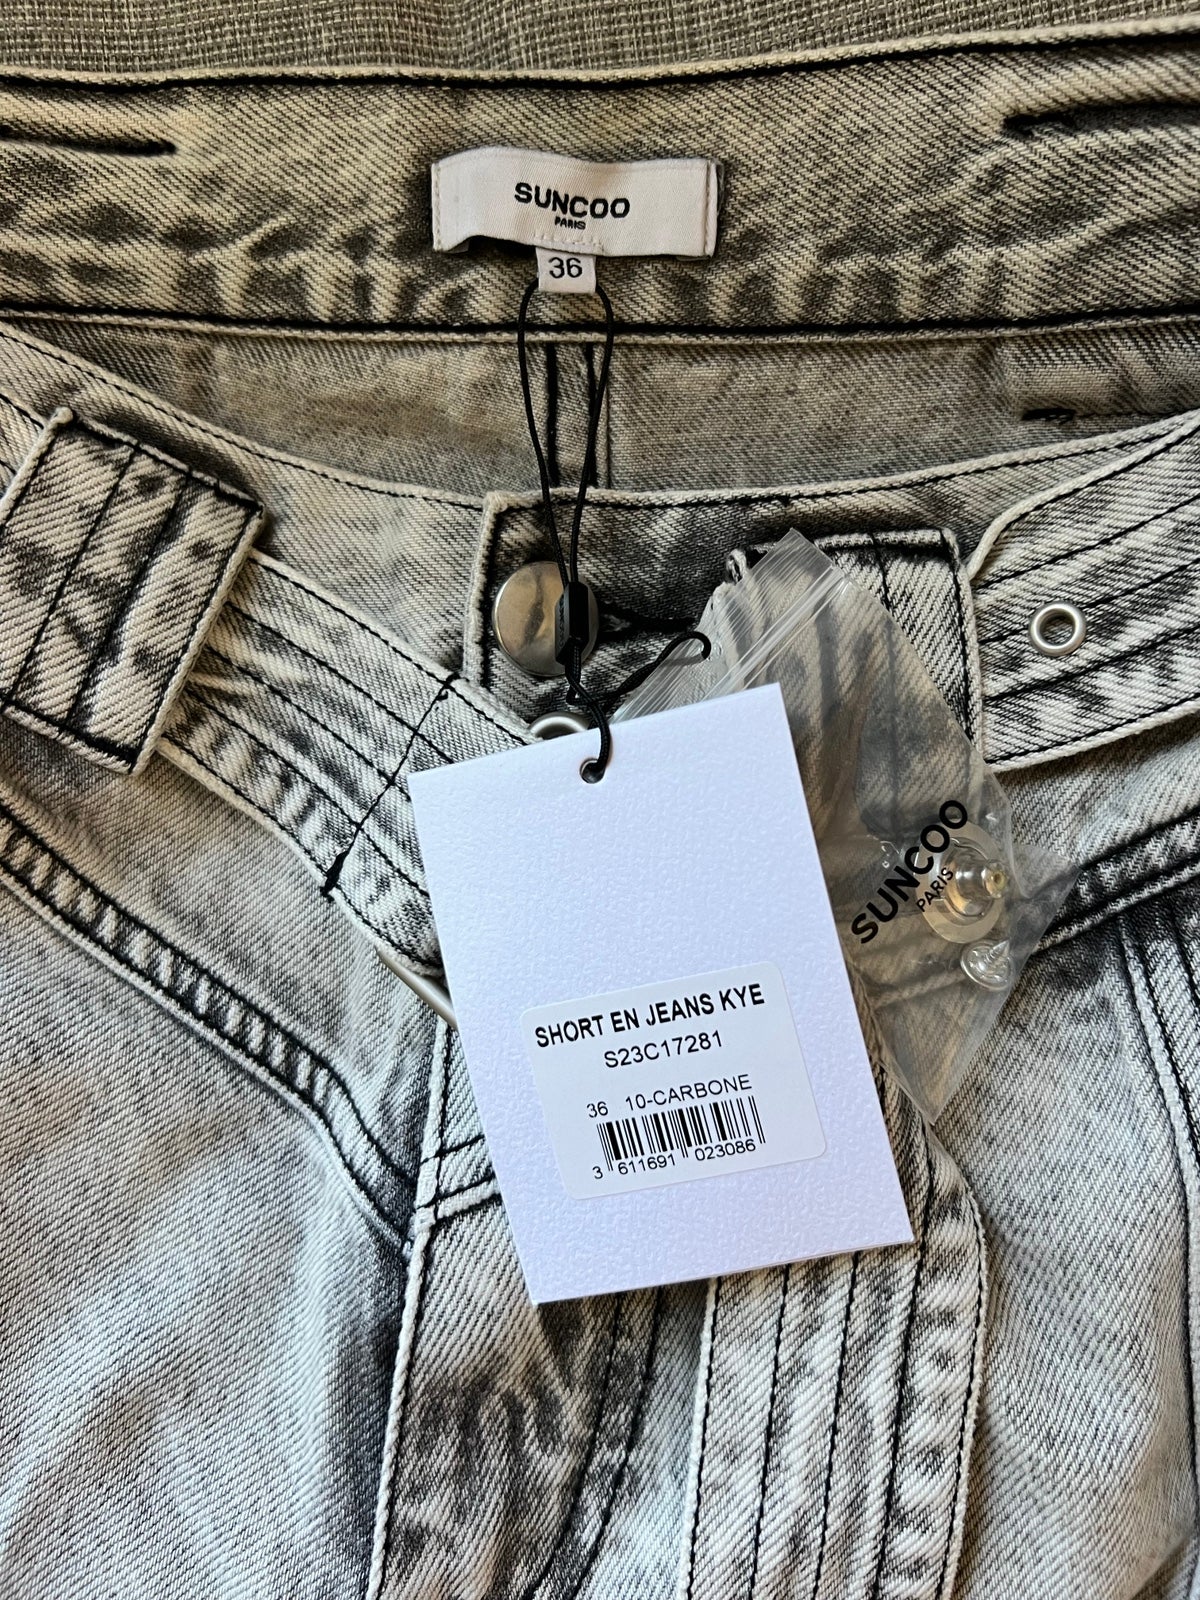 SUNCOO
PARIS
36
SUNCOO
PARIS
SHORT EN JEANS KYE
S23C17281
36 10-CARBONE
3 611691 023086